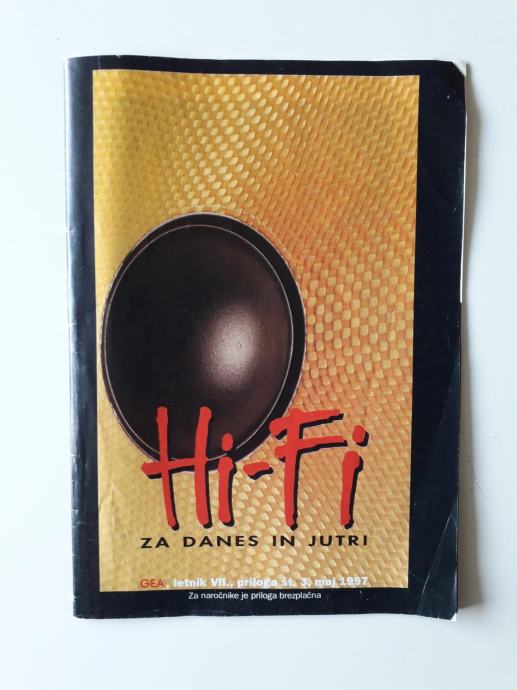 Hi-Fi
ZA DANES IN JUTRI
GEA, letnik VII., priloga št. 3, maj 1997
Za naročnike je priloga brezplačna